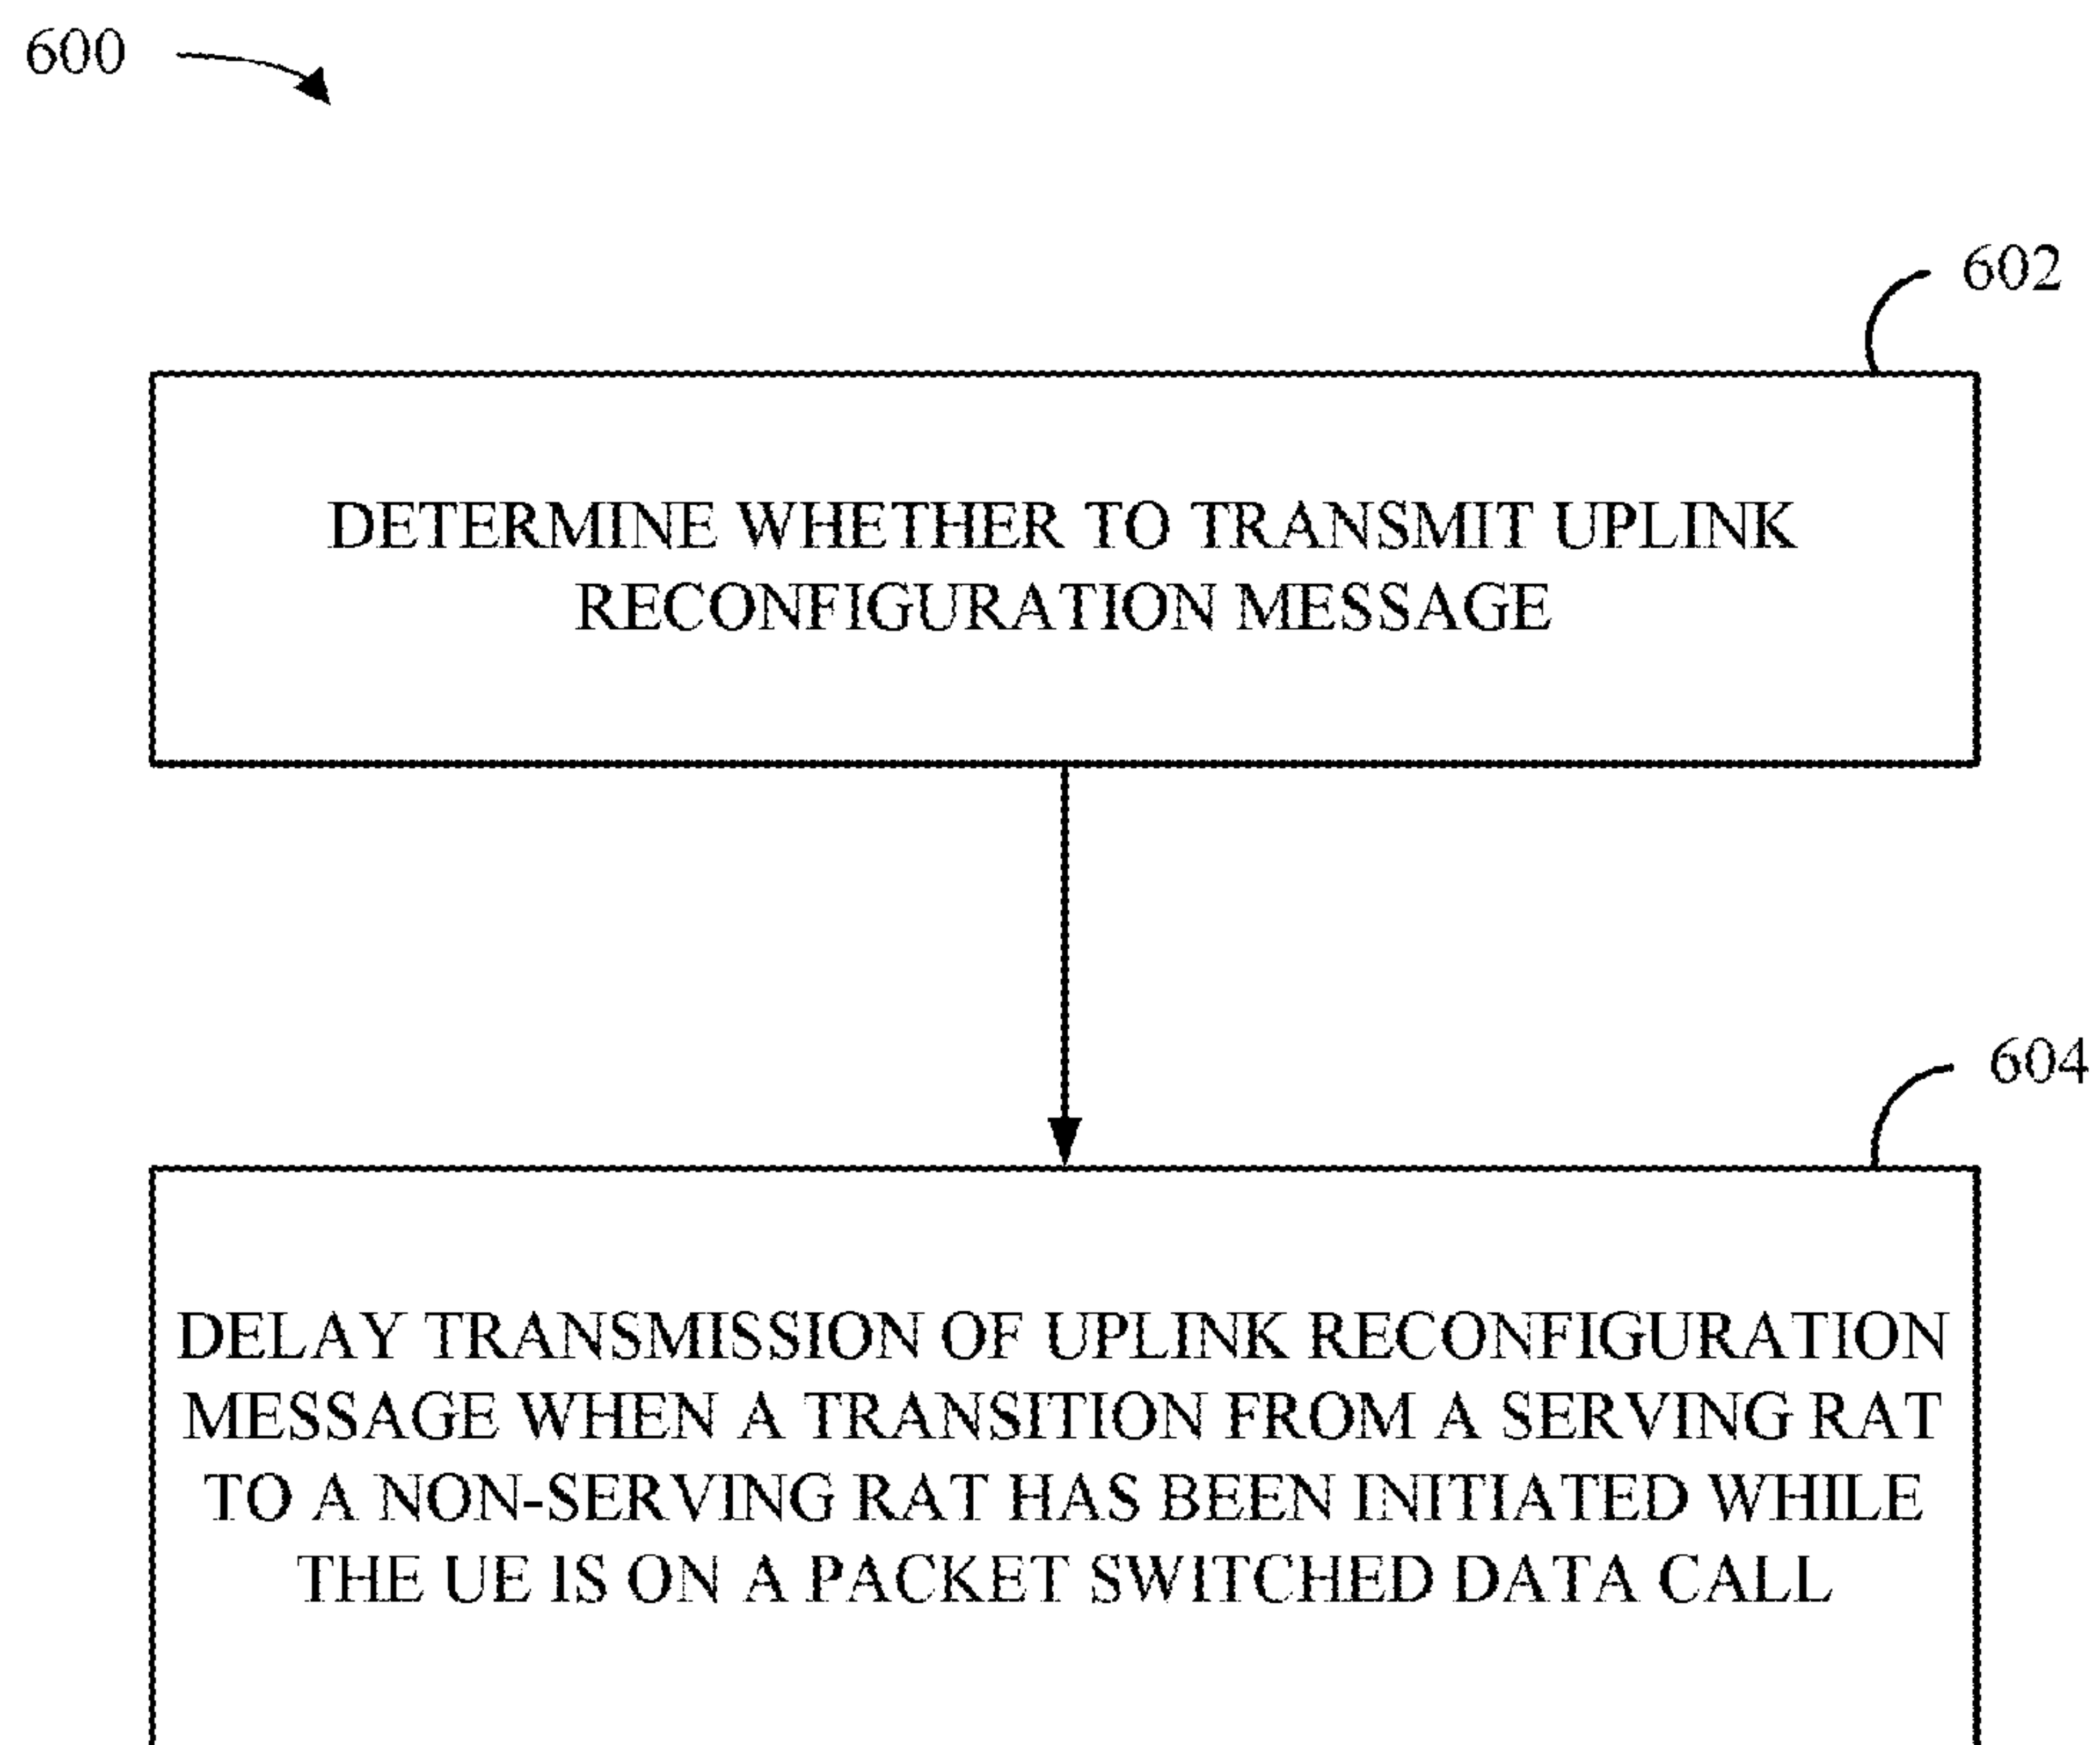 600
602
DETERMINE WHETHER TO TRANSMIT UPLINK
RECONFIGURATION MESSAGE
604
DELAY TRANSMISSION OF UPLINK RECONFIGURATION
MESSAGE WHEN A TRANSITION FROM A SERVING RAT
TO A NON-SERVING RAT HAS BEEN INITIATED WHILE
THE UE IS ON A PACKET SWITCHED DATA CALL